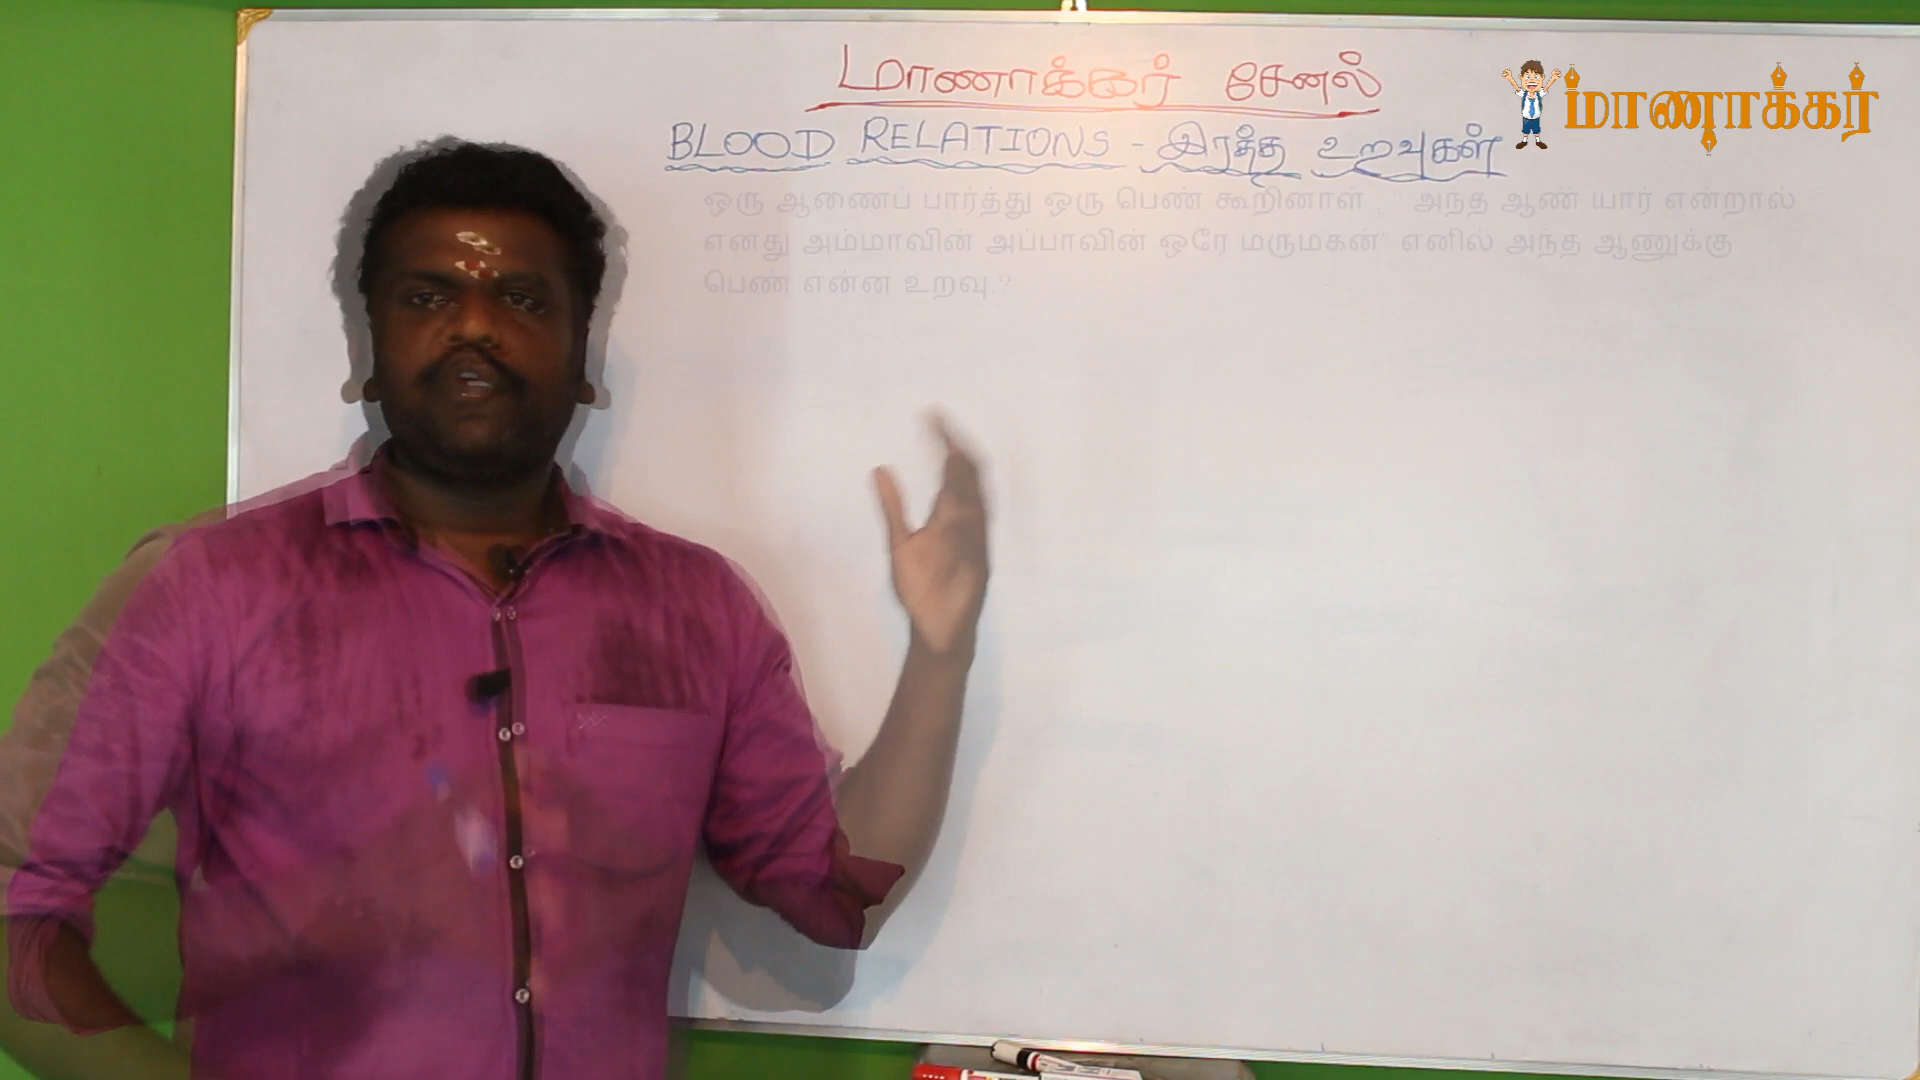 மாணாக்கர் சேனல்
மாணாக்கர்
BLOOD RELATIONS - இரத்த உறவுகள்
ஒரு ஆணைப் பார்த்து ஒரு பெண் கூறினாள் , " அந்த ஆண் யார் என்றால்
எனது அம்மாவின் அப்பாவின் ஒரே மருமகன்" எனில் அந்த ஆணுக்கு
பெண் என்ன உறவு.?